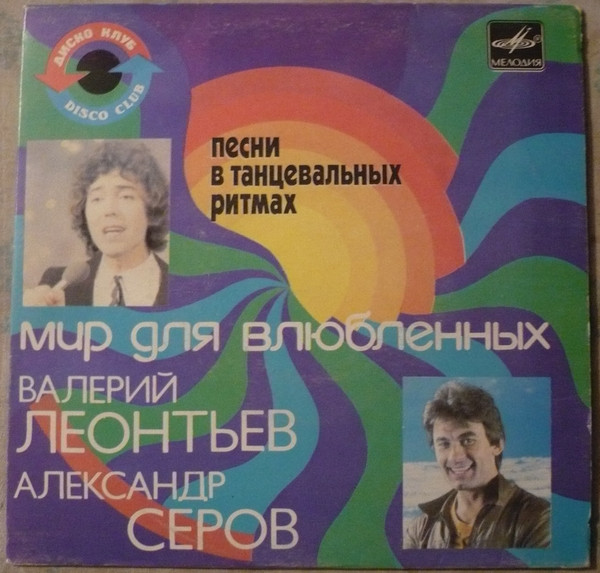 ДИСКО КЛУБ
DISCO CLUB
МЕЛОДИЯ
песни
в танцевальных
ритмах
мир для влюбленных
ВАЛЕРИЙ
ЛЕОНТЬЕВ
АЛЕКСАНДР
СЕРОВ